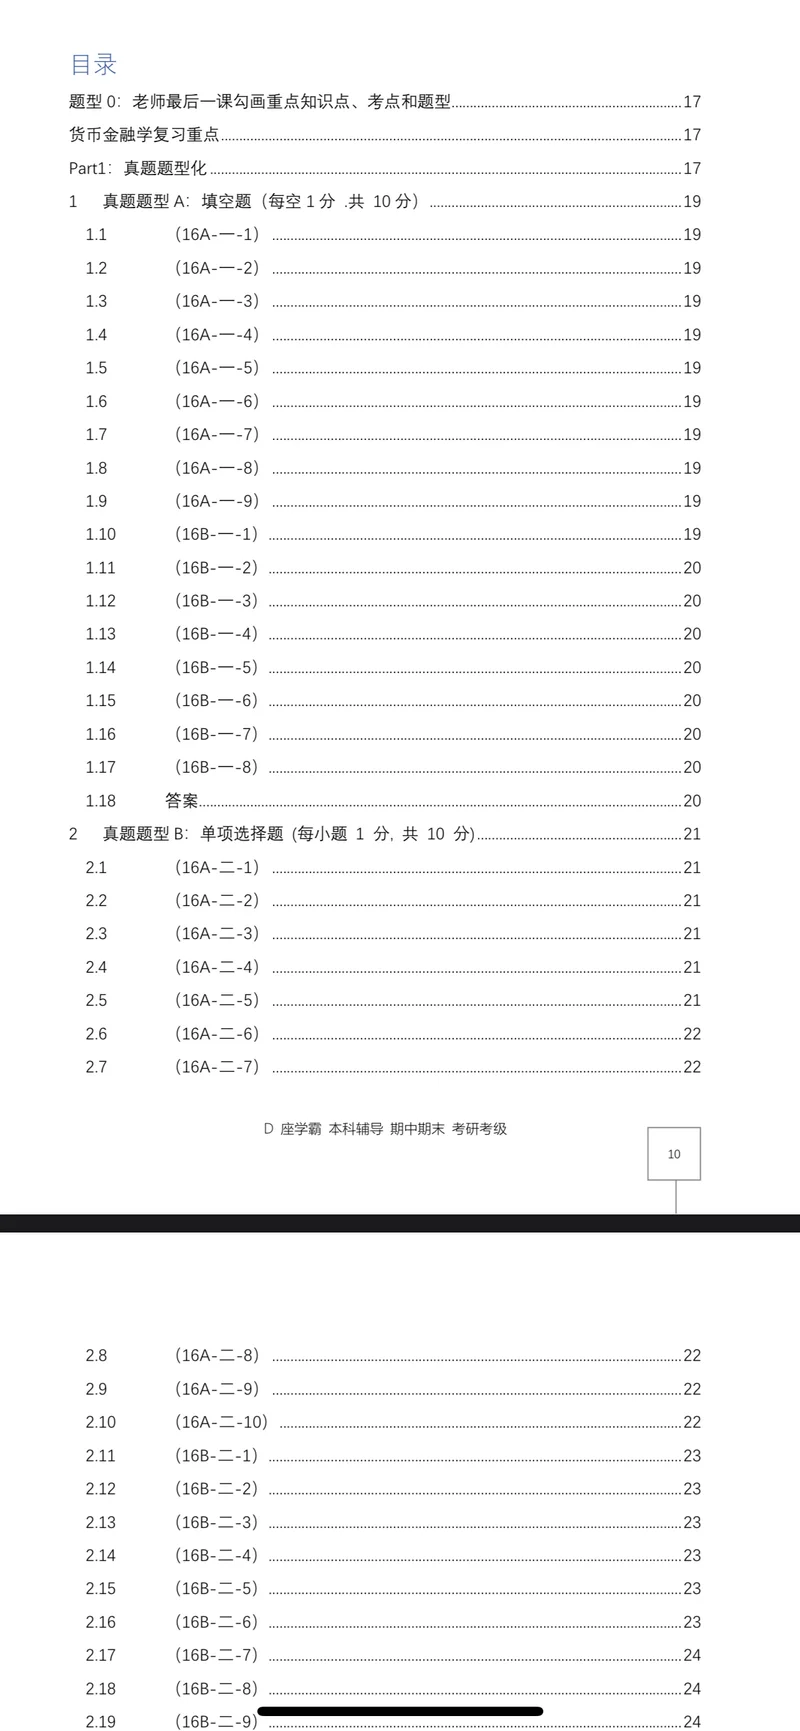 目录
题型 0：老师最后一课勾画重点知识点、考点和题型 17
货币金融学复习重点 17
Part1：真题题型化 17
1 真题题型 A：填空题（每空 1 分 .共 10 分） 19
1.1 （16A-一-1） 19
1.2 （16A-一-2） 19
1.3 （16A-一-3） 19
1.4 （16A-一-4） 19
1.5 （16A-一-5） 19
1.6 （16A-一-6） 19
1.7 （16A-一-7） 19
1.8 （16A-一-8） 19
1.9 （16A-一-9） 19
1.10 （16B-一-1） 19
1.11 （16B-一-2） 20
1.12 （16B-一-3） 20
1.13 （16B-一-4） 20
1.14 （16B-一-5） 20
1.15 （16B-一-6） 20
1.16 （16B-一-7） 20
1.17 （16B-一-8） 20
1.18 答案 20
2 真题题型 B：单项选择题 (每小题 1 分, 共 10 分) 21
2.1 （16A-二-1） 21
2.2 （16A-二-2） 21
2.3 （16A-二-3） 21
2.4 （16A-二-4） 21
2.5 （16A-二-5） 21
2.6 （16A-二-6） 22
2.7 （16A-二-7） 22
D 座学霸 本科辅导 期中期末 考研考级
10
2.8 （16A-二-8） 22
2.9 （16A-二-9） 22
2.10 （16A-二-10） 22
2.11 （16B-二-1） 23
2.12 （16B-二-2） 23
2.13 （16B-二-3） 23
2.14 （16B-二-4） 23
2.15 （16B-二-5） 23
2.16 （16B-二-6） 23
2.17 （16B-二-7） 24
2.18 （16B-二-8） 24
2.19 （16B-二-9） 24